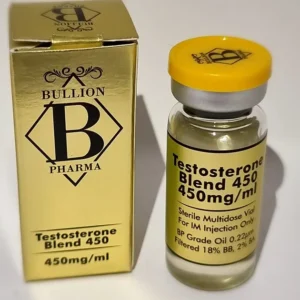 BULLION
B
PHARMA
Testosterone
Blend 450
450mg/ml
Testosterone
Blend 450
450mg/ml
Sterile Multidose Vial
For IM Injection Only
BP Grade Oil 0.22µm
Filtered 18% BB, 2% BA